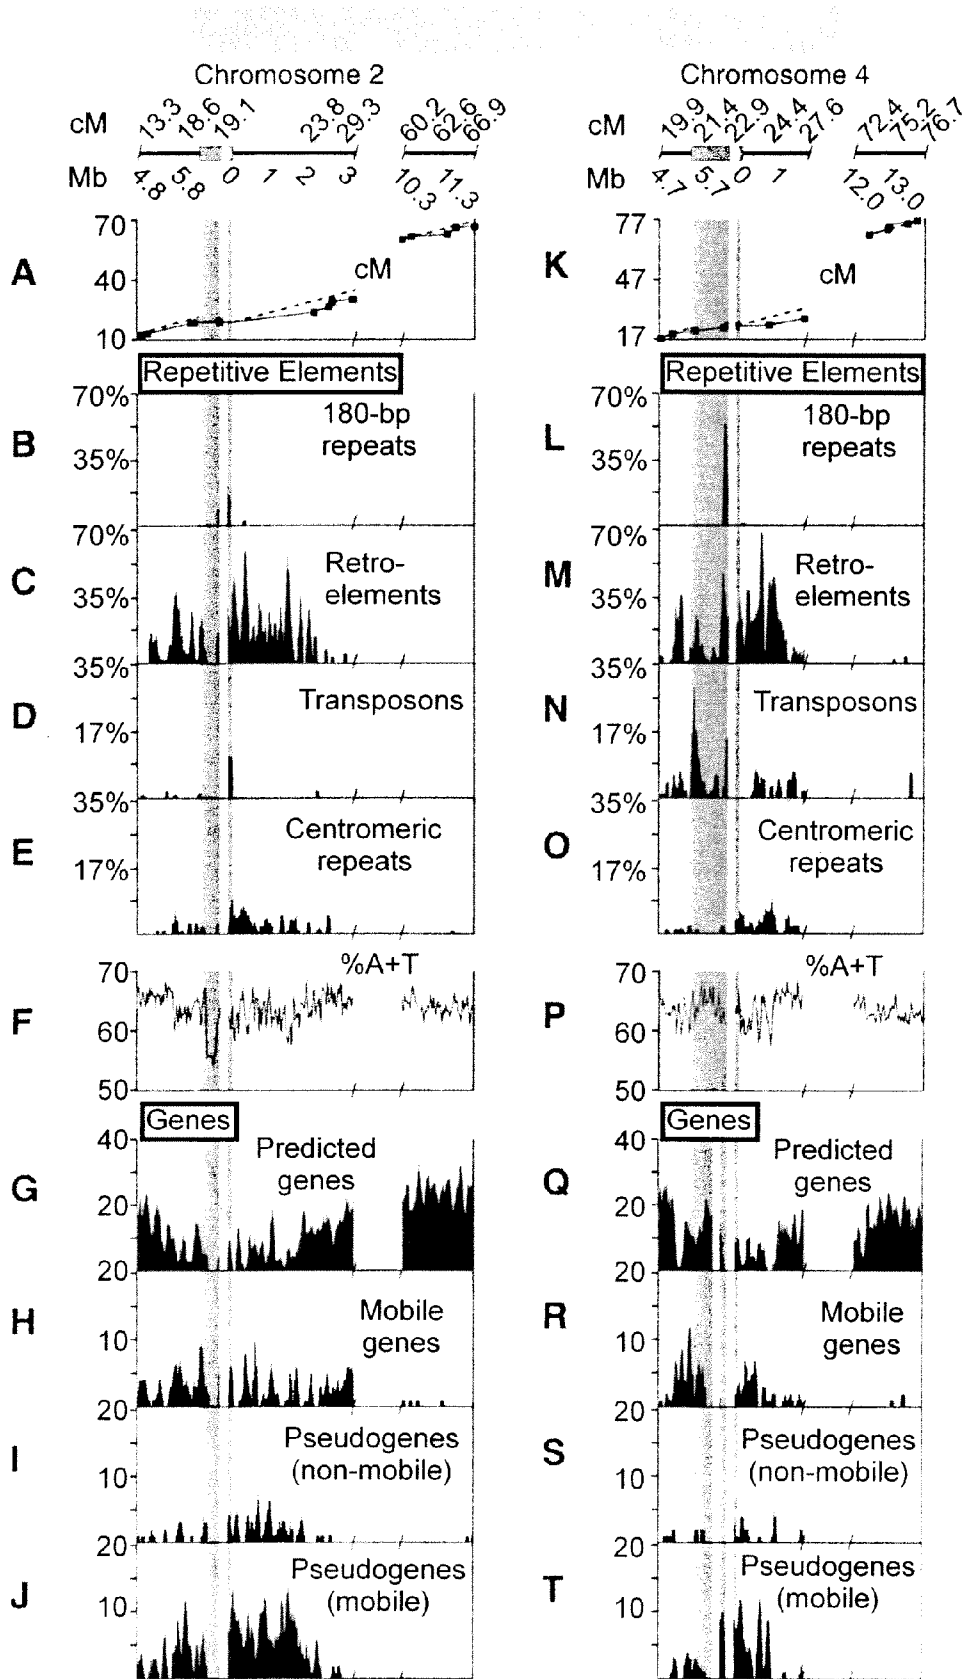 Chromosome 2
cM 13.3 18.6 19.1 23.8 29.3 60.2 62.6 66.9
Mb 4.8 5.8 0 1 2 3 10.3 11.3
A 70 40 10 cM
Repetitive Elements
B 70% 35% 180-bp repeats
C 70% 35% Retro-elements
D 35% 17% Transposons
E 35% 17% Centromeric repeats
F 70 60 50 %A+T
Genes
G 40 20 Predicted genes
H 20 10 Mobile genes
I 20 10 Pseudogenes (non-mobile)
J 20 10 Pseudogenes (mobile)
Chromosome 4
cM 19.9 21.4 22.9 24.4 27.6 72.4 75.2 76.7
Mb 4.7 5.7 0 1 12.0 13.0
K 77 47 17 cM
Repetitive Elements
L 70% 35% 180-bp repeats
M 70% 35% Retro-elements
N 35% 17% Transposons
O 35% 17% Centromeric repeats
P 70 60 50 %A+T
Genes
Q 40 20 Predicted genes
R 20 10 Mobile genes
S 20 10 Pseudogenes (non-mobile)
T 20 10 Pseudogenes (mobile)